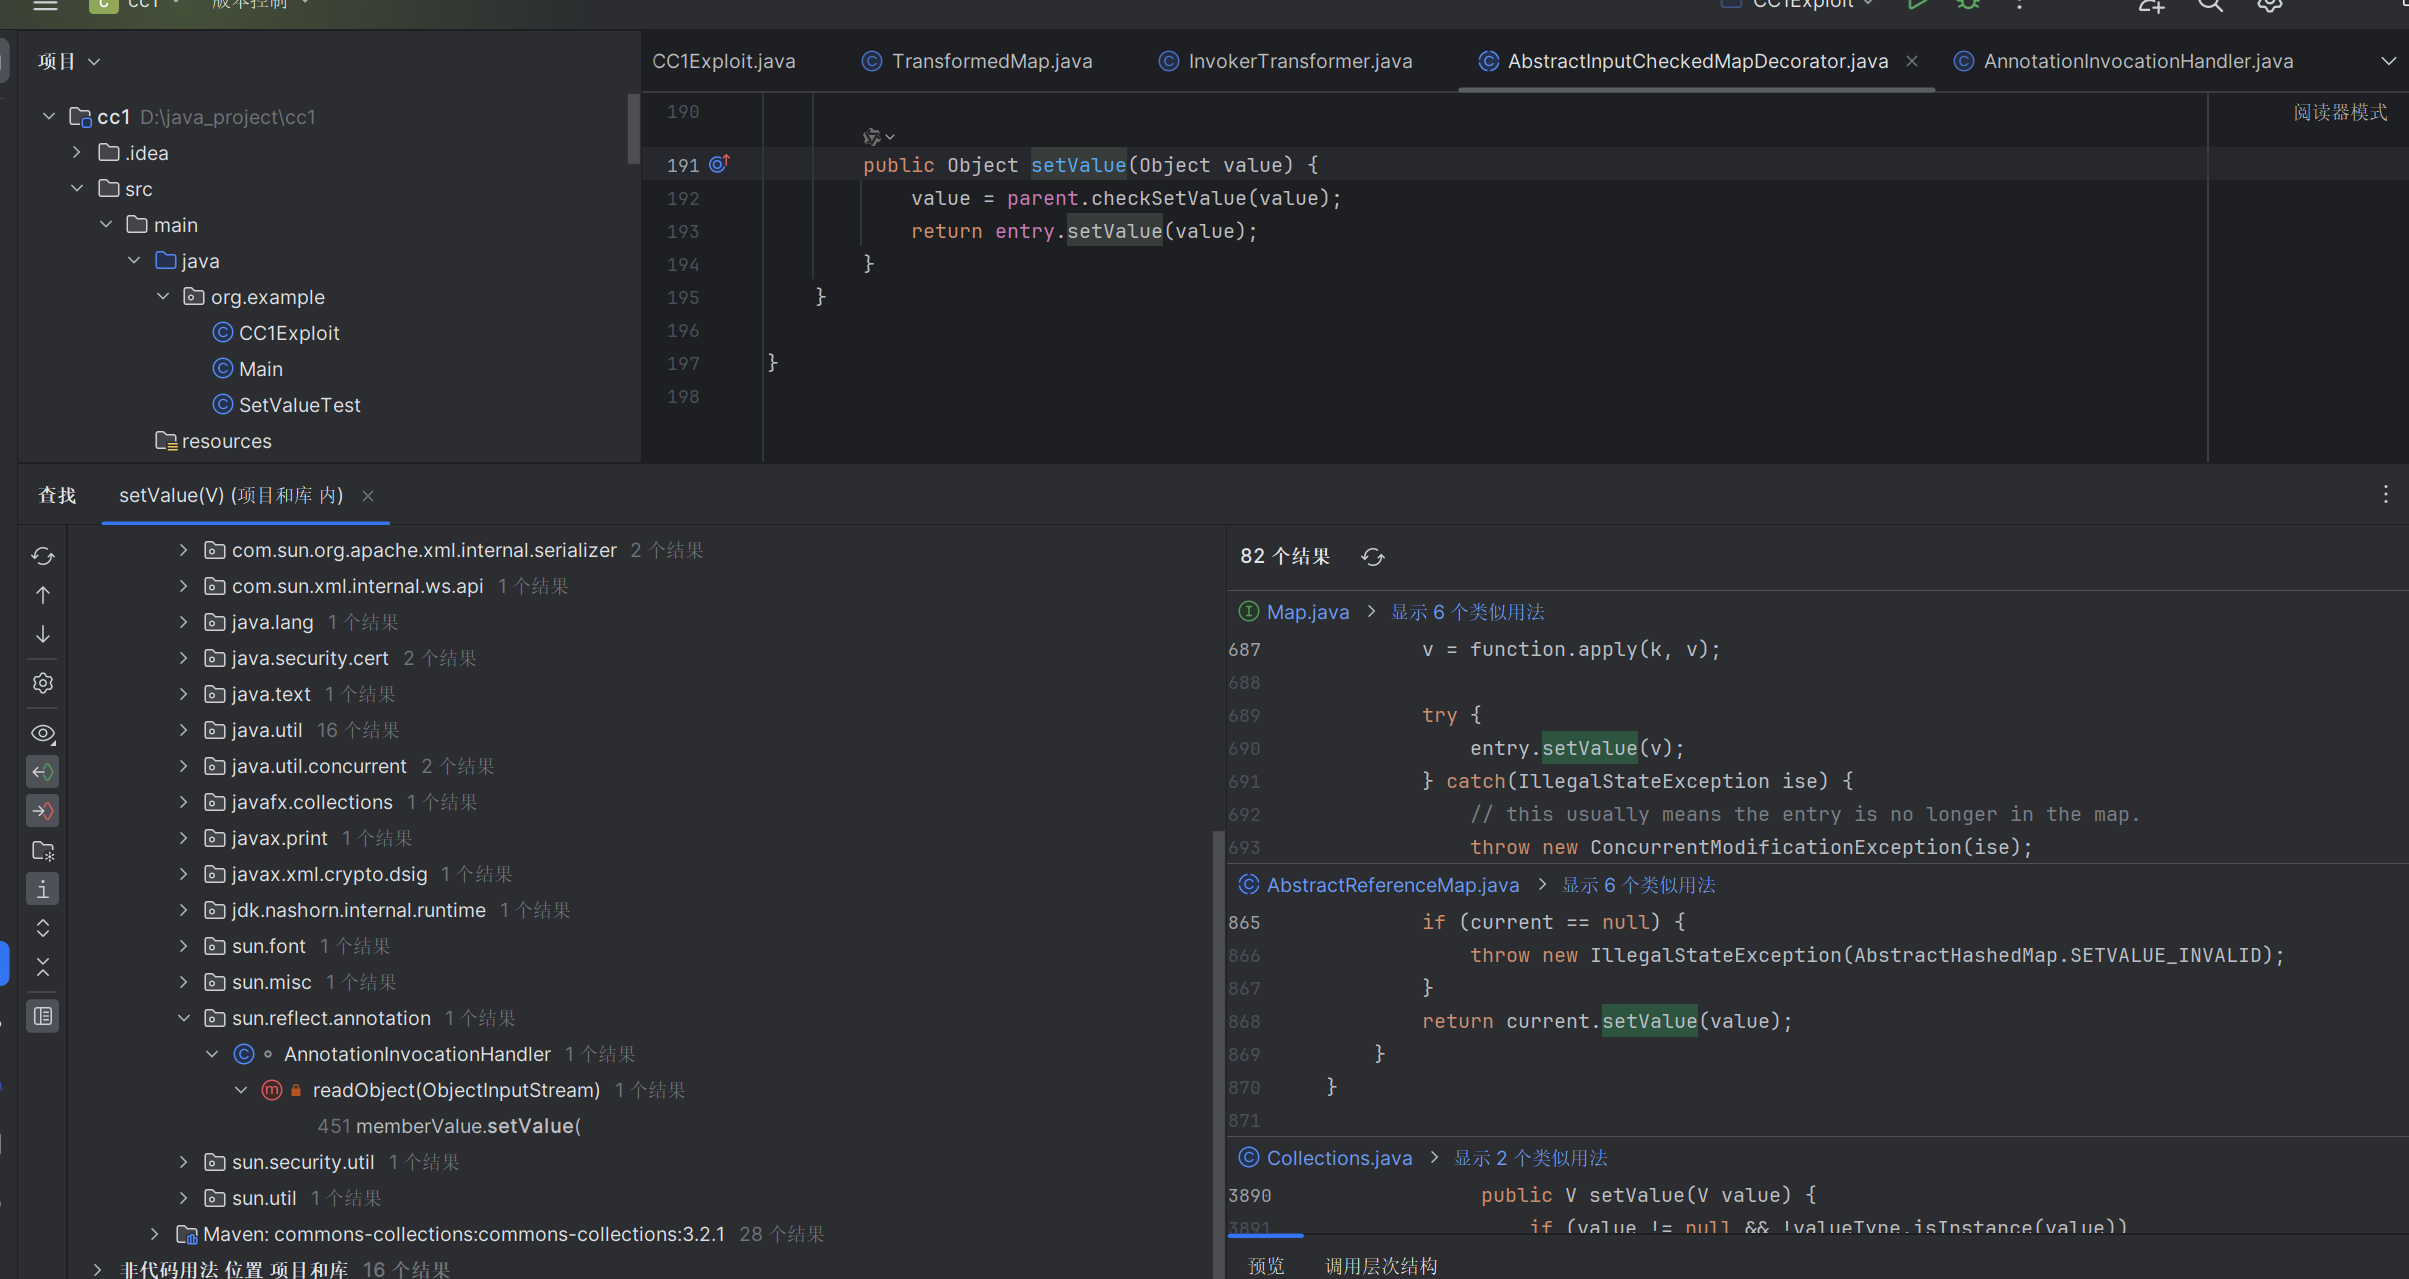 CC1 版本控制 CC1Exploit
项目
CC1Exploit.java TransformedMap.java InvokerTransformer.java AbstractInputCheckedMapDecorator.java AnnotationInvocationHandler.java
cc1 D:\java_project\cc1
.idea
src
main
java
org.example
CC1Exploit
Main
SetValueTest
resources
阅读器模式
190
191 public Object setValue(Object value) {
192 value = parent.checkSetValue(value);
193 return entry.setValue(value);
194 }
195 }
196
197 }
198
查找 setValue(V) (项目和库 内)
com.sun.org.apache.xml.internal.serializer 2 个结果
com.sun.xml.internal.ws.api 1 个结果
java.lang 1 个结果
java.security.cert 2 个结果
java.text 1 个结果
java.util 16 个结果
java.util.concurrent 2 个结果
javafx.collections 1 个结果
javax.print 1 个结果
javax.xml.crypto.dsig 1 个结果
jdk.nashorn.internal.runtime 1 个结果
sun.font 1 个结果
sun.misc 1 个结果
sun.reflect.annotation 1 个结果
AnnotationInvocationHandler 1 个结果
readObject(ObjectInputStream) 1 个结果
451 memberValue.setValue(
sun.security.util 1 个结果
sun.util 1 个结果
Maven: commons-collections:commons-collections:3.2.1 28 个结果
非代码用法 位置 项目和库 16 个结果
82 个结果
Map.java 显示 6 个类似用法
687 v = function.apply(k, v);
688
689 try {
690 entry.setValue(v);
691 } catch(IllegalStateException ise) {
692 // this usually means the entry is no longer in the map.
693 throw new ConcurrentModificationException(ise);
AbstractReferenceMap.java 显示 6 个类似用法
865 if (current == null) {
866 throw new IllegalStateException(AbstractHashedMap.SETVALUE_INVALID);
867 }
868 return current.setValue(value);
869 }
870 }
871
Collections.java 显示 2 个类似用法
3890 public V setValue(V value) {
3891 if (value != null && !valueType.isInstance(value))
预览 调用层次结构